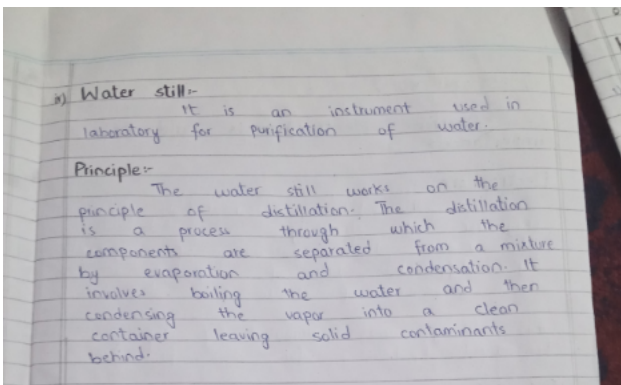 ix) Water still:-
It is an instrument used in
laboratory for purification of water.
Principle:-
The water still works on the
principle of distillation. The distillation
is a process through which the
components are separated from a mixture
by evaporation and condensation. It
involves boiling the water and then
condensing the vapor into a clean
container leaving solid contaminants
behind.